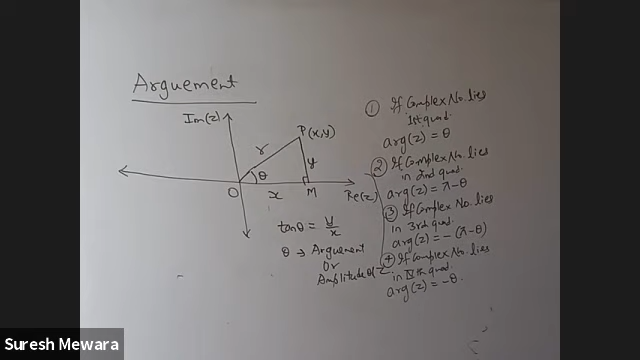 Arguement
Im(z)
P(x,y)
r
y
θ
O
x
M
Re(z)
tanθ = y/x
θ → Arguement
Or
Amplitude of z
① If Complex No. lies
1st quad.
arg(z) = θ
② If Complex No. lies
in 2nd quad.
arg(z) = π-θ
③ If Complex No. lies
in 3rd quad.
arg(z) = -(π-θ)
④ If Complex No. lies
in IVth quad.
arg(z) = -θ.
Suresh Mewara